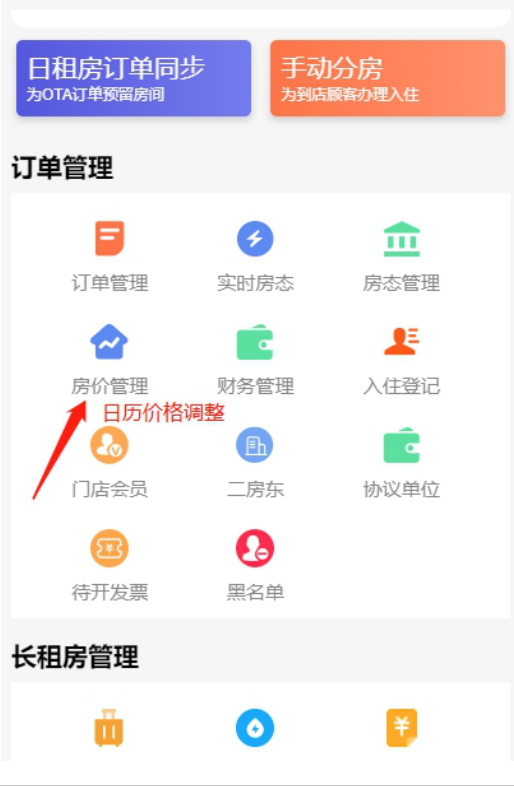 日租房订单同步
为OTA订单预留房间
手动分房
为到店顾客办理入住
订单管理
订单管理 实时房态 房态管理
房价管理 财务管理 入住登记
日历价格调整
门店会员 二房东 协议单位
待开发票 黑名单
长租房管理